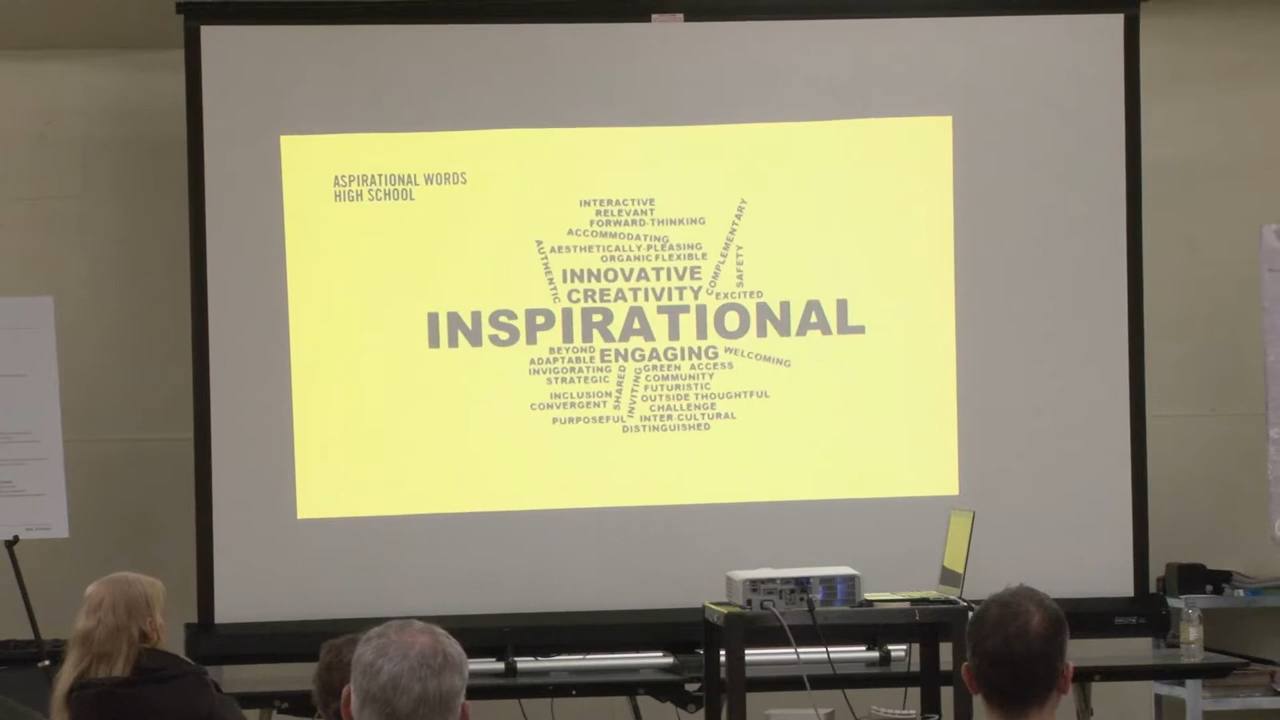 ASPIRATIONAL WORDS
HIGH SCHOOL
INTERACTIVE
RELEVANT
FORWARD-THINKING
ACCOMMODATING
AESTHETICALLY-PLEASING
ORGANIC FLEXIBLE
AUTHENTIC
COMPLEMENTARY
SAFETY
INNOVATIVE
CREATIVITY
EXCITED
INSPIRATIONAL
BEYOND
ENGAGING
WELCOMING
ADAPTABLE
INVIGORATING
GREEN ACCESS
STRATEGIC
SHARED
INVITING
COMMUNITY
FUTURISTIC
INCLUSION
OUTSIDE THOUGHTFUL
CONVERGENT
CHALLENGE
PURPOSEFUL
INTER-CULTURAL
DISTINGUISHED